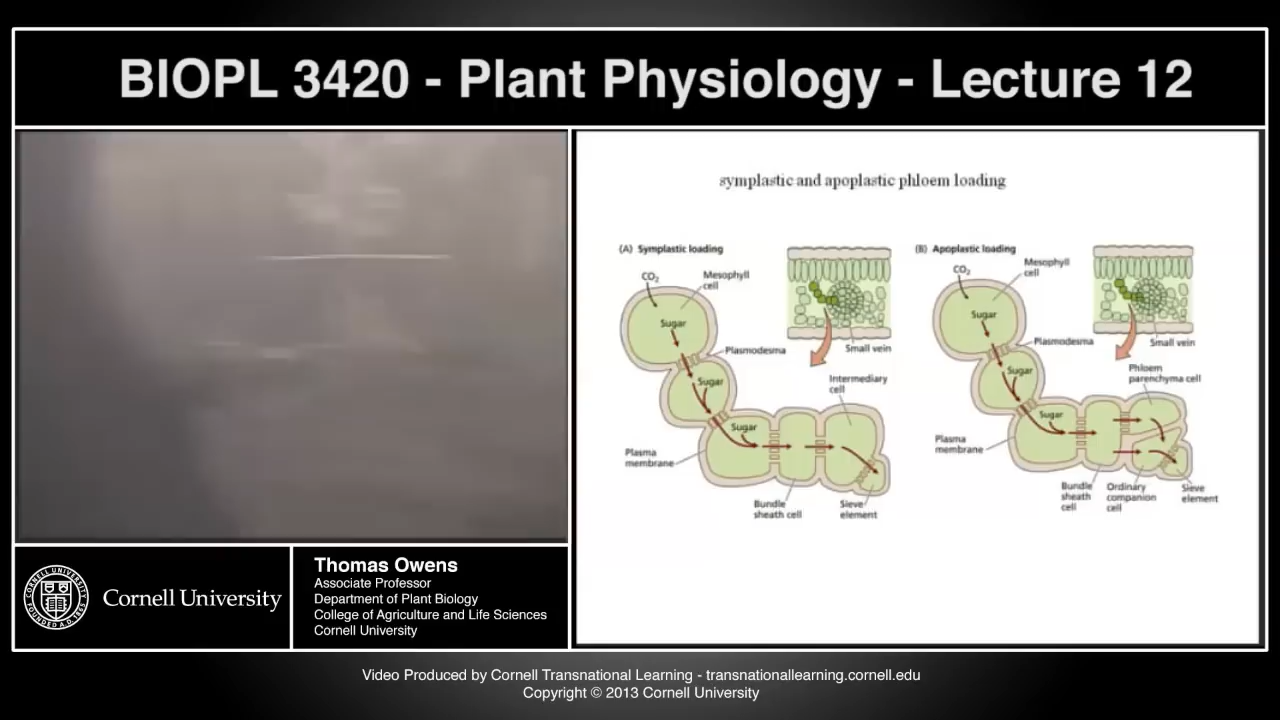 BIOPL 3420 - Plant Physiology - Lecture 12
symplastic and apoplastic phloem loading
(A) Symplastic loading
CO2
Mesophyll
cell
Sugar
Plasmodesma
Small vein
Sugar
Intermediary
cell
Sugar
Plasma
membrane
Bundle
sheath cell
Sieve
element
(B) Apoplastic loading
CO2
Mesophyll
cell
Sugar
Plasmodesma
Small vein
Sugar
Phloem
parenchyma cell
Sugar
Plasma
membrane
Bundle
sheath
cell
Ordinary
companion
cell
Sieve
element
Cornell University
Thomas Owens
Associate Professor
Department of Plant Biology
College of Agriculture and Life Sciences
Cornell University
Video Produced by Cornell Transnational Learning - transnationallearning.cornell.edu
Copyright © 2013 Cornell University